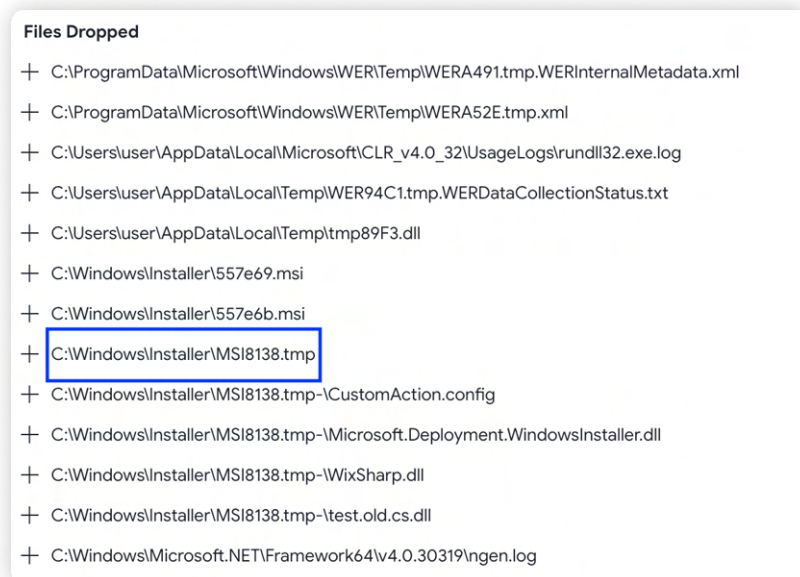 Files Dropped
C:\ProgramData\Microsoft\Windows\WER\Temp\WERA491.tmp.WERInternalMetadata.xml
C:\ProgramData\Microsoft\Windows\WER\Temp\WERA52E.tmp.xml
C:\Users\user\AppData\Local\Microsoft\CLR_v4.0_32\UsageLogs\rundll32.exe.log
C:\Users\user\AppData\Local\Temp\WER94C1.tmp.WERDataCollectionStatus.txt
C:\Users\user\AppData\Local\Temp\tmp89F3.dll
C:\Windows\Installer\557e69.msi
C:\Windows\Installer\557e6b.msi
C:\Windows\Installer\MSI8138.tmp
C:\Windows\Installer\MSI8138.tmp-\CustomAction.config
C:\Windows\Installer\MSI8138.tmp-\Microsoft.Deployment.WindowsInstaller.dll
C:\Windows\Installer\MSI8138.tmp-\WixSharp.dll
C:\Windows\Installer\MSI8138.tmp-\test.old.cs.dll
C:\Windows\Microsoft.NET\Framework64\v4.0.30319\ngen.log